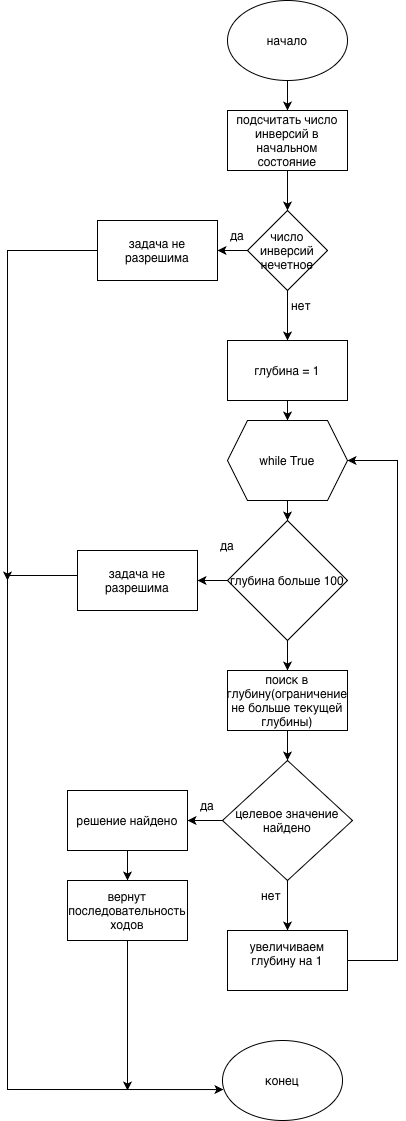 начало
подсчитать число
инверсий в
начальном
состояние
число
инверсий
нечетное
да
задача не
разрешима
нет
глубина = 1
while True
да
глубина больше 100
задача не
разрешима
поиск в
глубину(ограничение
не больше текущей
глубины)
целевое значение
найдено
да
решение найдено
вернут
последовательность
ходов
нет
увеличиваем
глубину на 1
конец